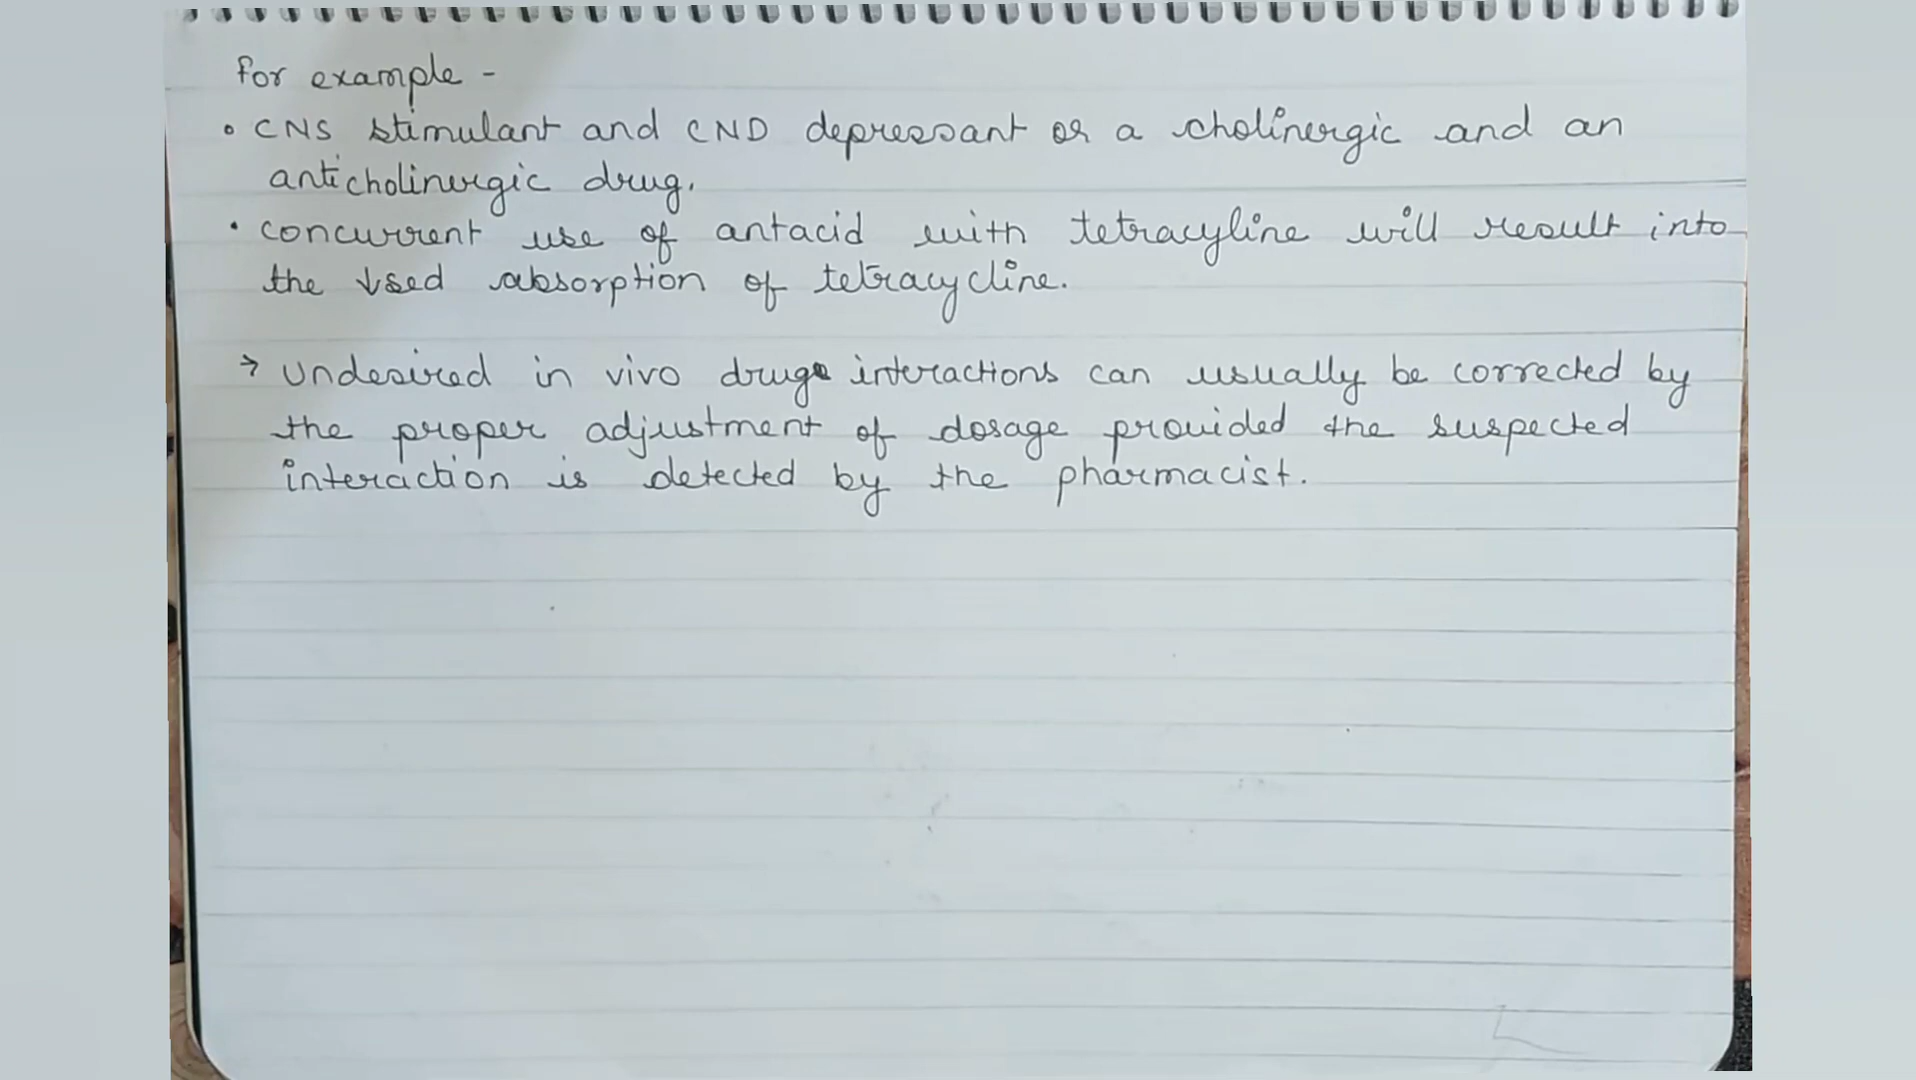 for example -
• CNS stimulant and CND depressant or a cholinergic and an
anticholinergic drug.
• concurrent use of antacid with tetracyline will result into
the ↓sed absorption of tetracycline.
→ undesired in vivo drug interactions can usually be corrected by
the proper adjustment of dosage provided the suspected
interaction is detected by the pharmacist.